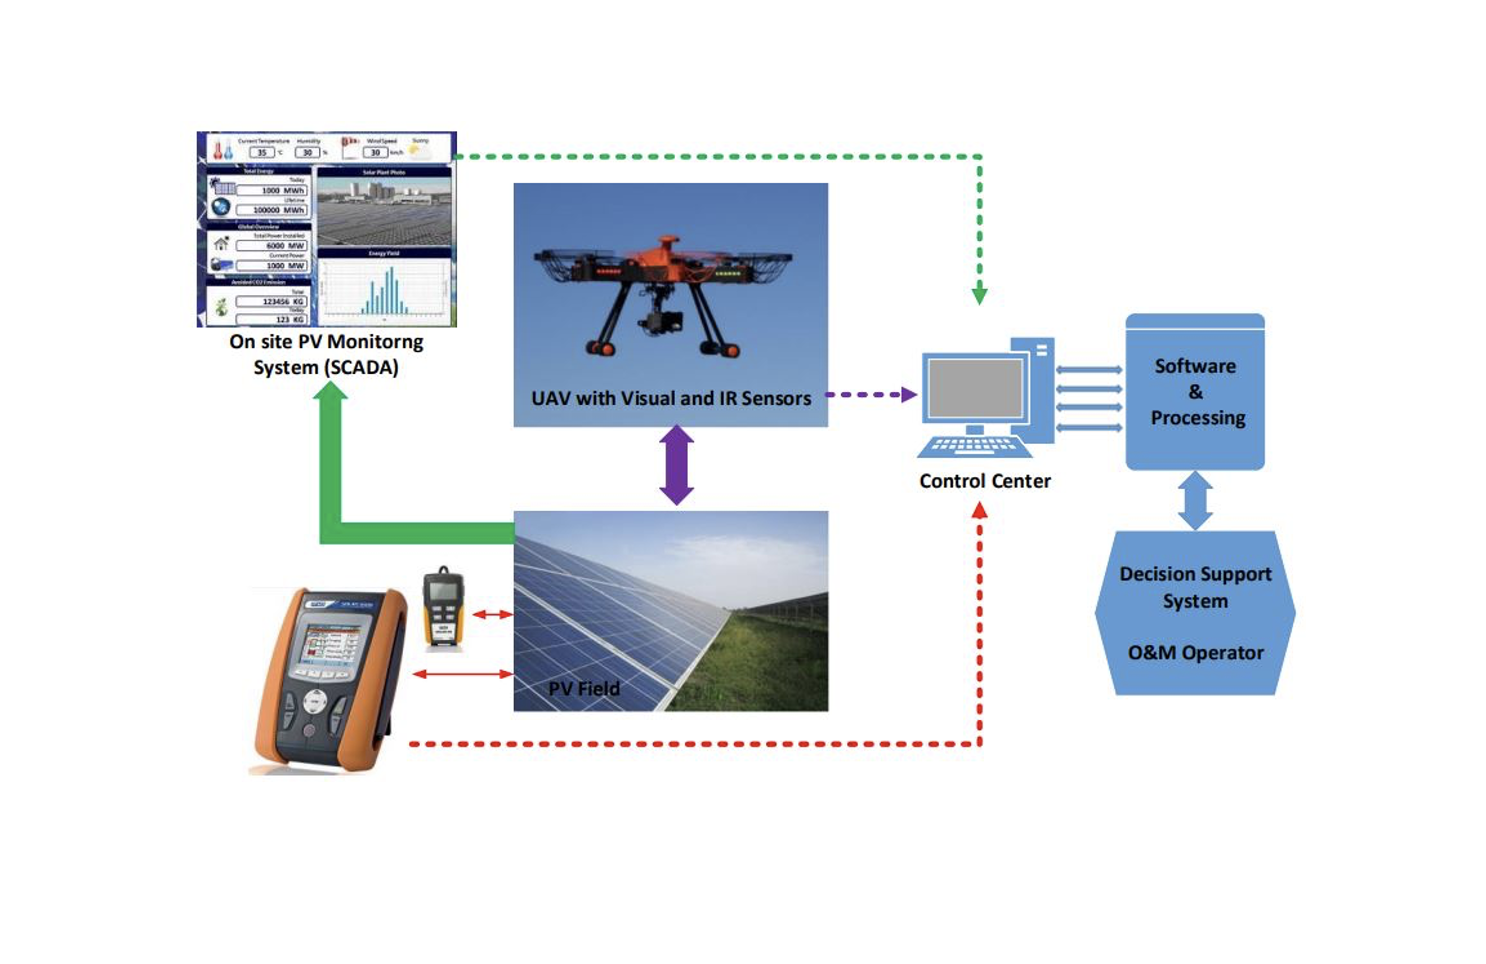 Current Temperature Humidity Wind Speed Sunny
35 °C 30 % 30 km/h
Total Energy
Today
1000 MWh
Lifetime
100000 MWh
Global Overview
Total Power Installed
6000 MW
Current Power
1000 MW
Avoided CO2 Emission
Total
123456 KG
Today
123 KG
Solar Plant Photo
Energy Yield
On site PV Monitorng
System (SCADA)
UAV with Visual and IR Sensors
PV Field
Control Center
Software
&
Processing
Decision Support
System
O&M Operator